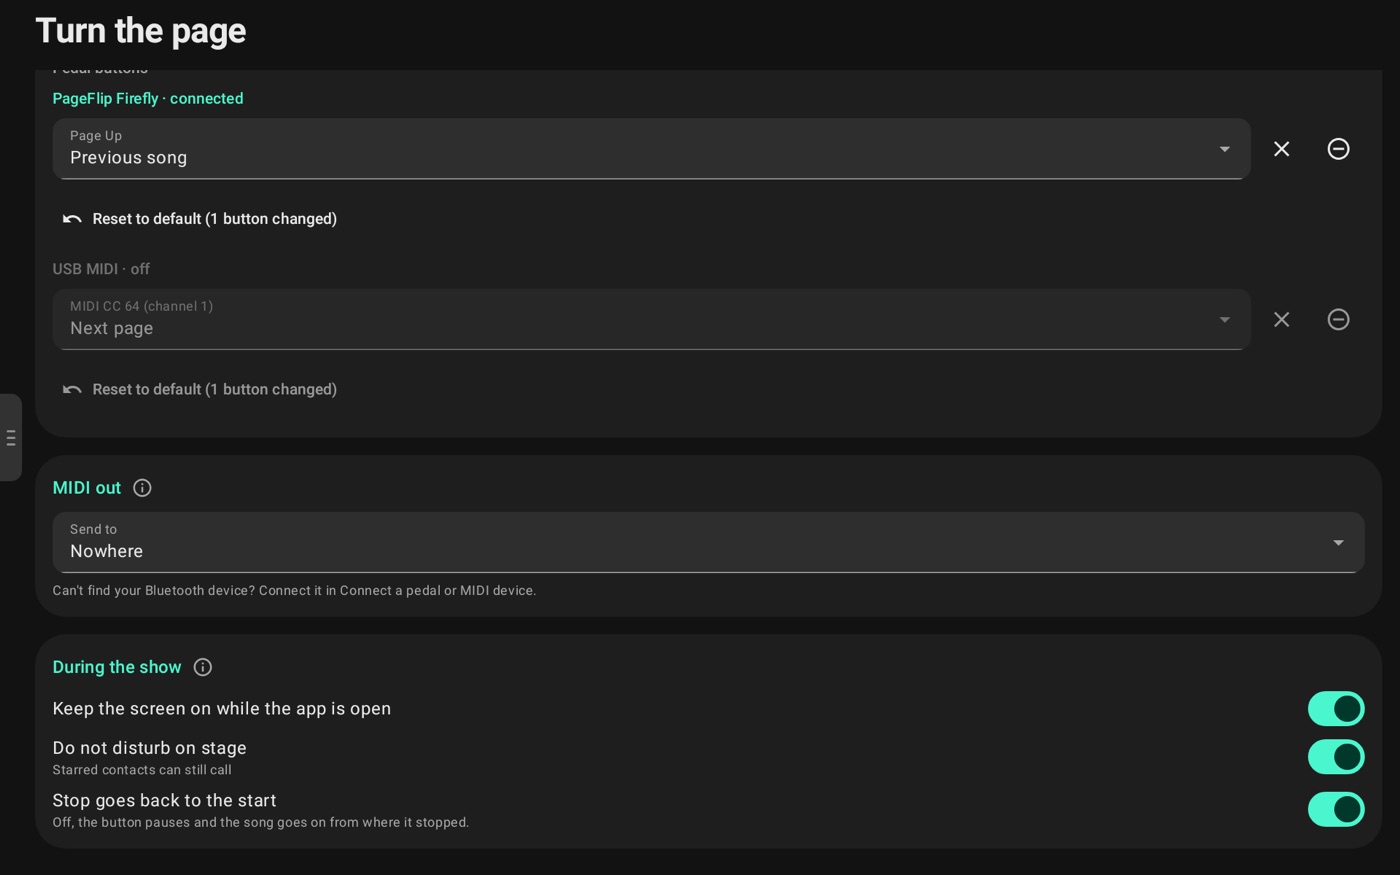 Turn the page
Pedal buttons
PageFlip Firefly · connected
Page Up
Previous song
Reset to default (1 button changed)
USB MIDI · off
MIDI CC 64 (channel 1)
Next page
Reset to default (1 button changed)
MIDI out
Send to
Nowhere
Can't find your Bluetooth device? Connect it in Connect a pedal or MIDI device.
During the show
Keep the screen on while the app is open
Do not disturb on stage
Starred contacts can still call
Stop goes back to the start
Off, the button pauses and the song goes on from where it stopped.